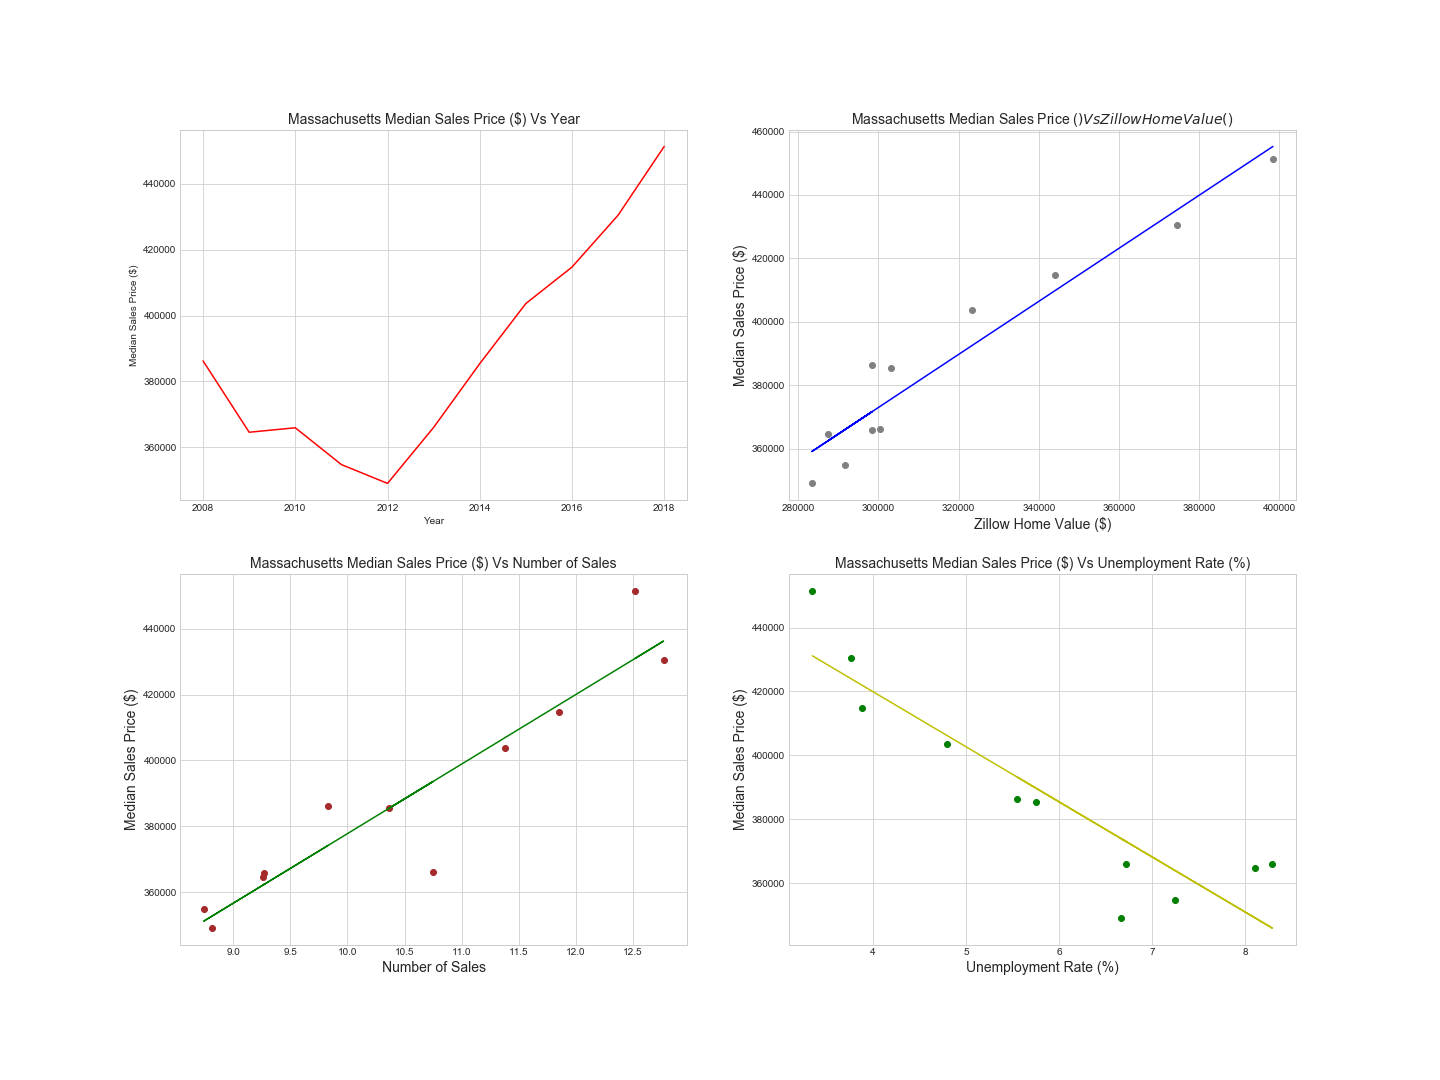 Massachusetts Median Sales Price ($) Vs Year
440000
420000
400000
380000
360000
Median Sales Price ($)
2008 2010 2012 2014 2016 2018
Year
Massachusetts Median Sales Price ()VsZillowHomeValue()
460000
440000
420000
400000
380000
360000
Median Sales Price ($)
280000 300000 320000 340000 360000 380000 400000
Zillow Home Value ($)
Massachusetts Median Sales Price ($) Vs Number of Sales
440000
420000
400000
380000
360000
Median Sales Price ($)
9.0 9.5 10.0 10.5 11.0 11.5 12.0 12.5
Number of Sales
Massachusetts Median Sales Price ($) Vs Unemployment Rate (%)
440000
420000
400000
380000
360000
Median Sales Price ($)
4 5 6 7 8
Unemployment Rate (%)